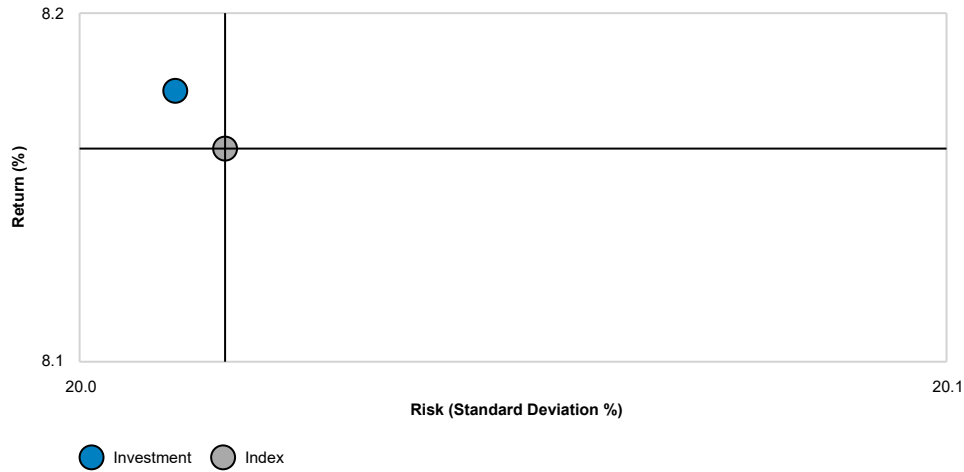 8.2
Return (%)
8.1
20.0
20.1
Risk (Standard Deviation %)
Investment
Index